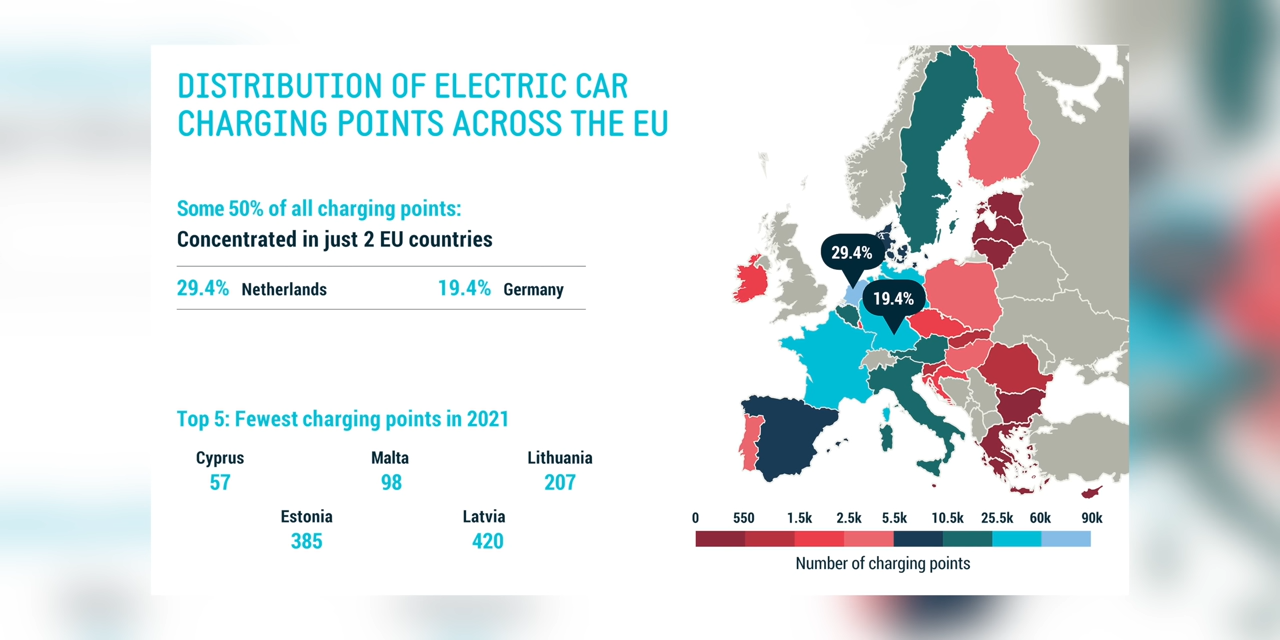 DISTRIBUTION OF ELECTRIC CAR
CHARGING POINTS ACROSS THE EU
Some 50% of all charging points:
Concentrated in just 2 EU countries
29.4% Netherlands 19.4% Germany
Top 5: Fewest charging points in 2021
Cyprus Malta Lithuania
57 98 207
Estonia Latvia
385 420
29.4%
19.4%
0 550 1.5k 2.5k 5.5k 10.5k 25.5k 60k 90k
Number of charging points